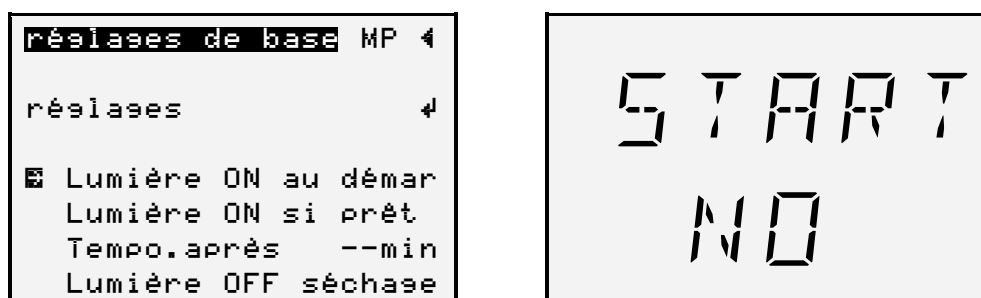 réglages de base MP
réglages
Lumière ON au démar
Lumière ON si prêt
Tempo.après --min
Lumière OFF séchage
START
NO